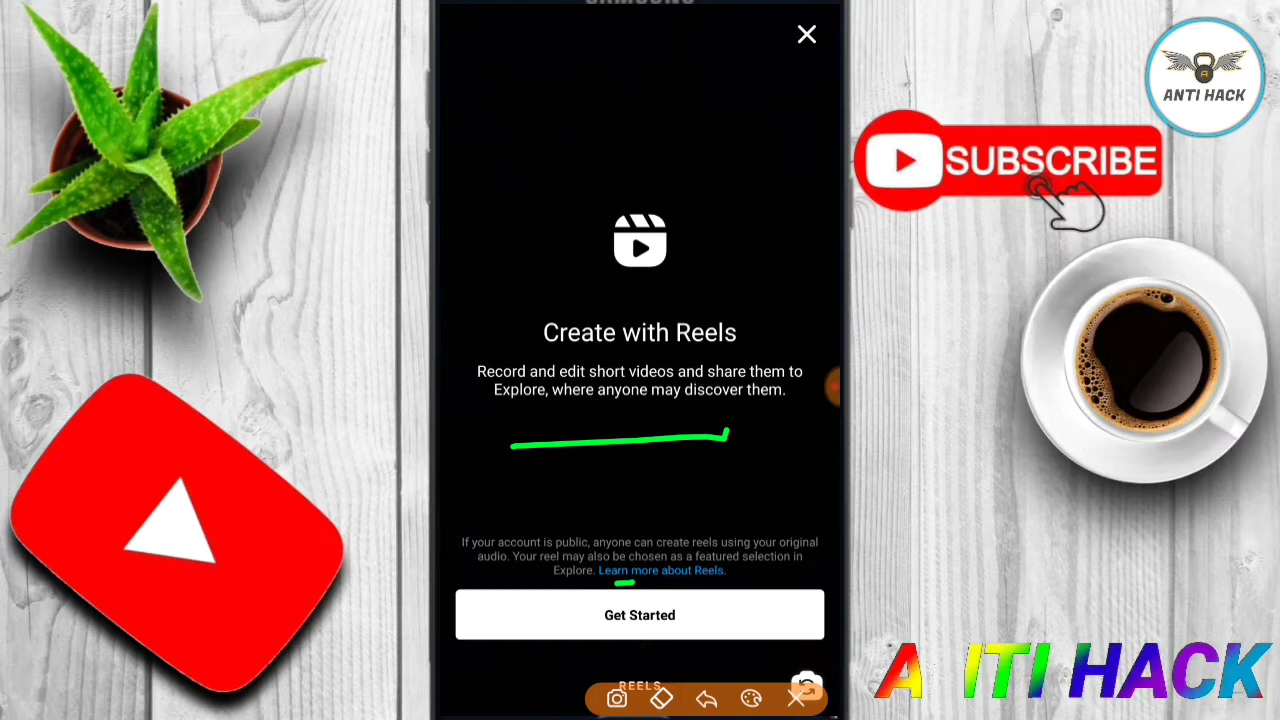 SAMSUNG
ANTI HACK
SUBSCRIBE
Create with Reels
Record and edit short videos and share them to
Explore, where anyone may discover them.
If your account is public, anyone can create reels using your original
audio. Your reel may also be chosen as a featured selection in
Explore. Learn more about Reels.
Get Started
REELS
A ITI HACK